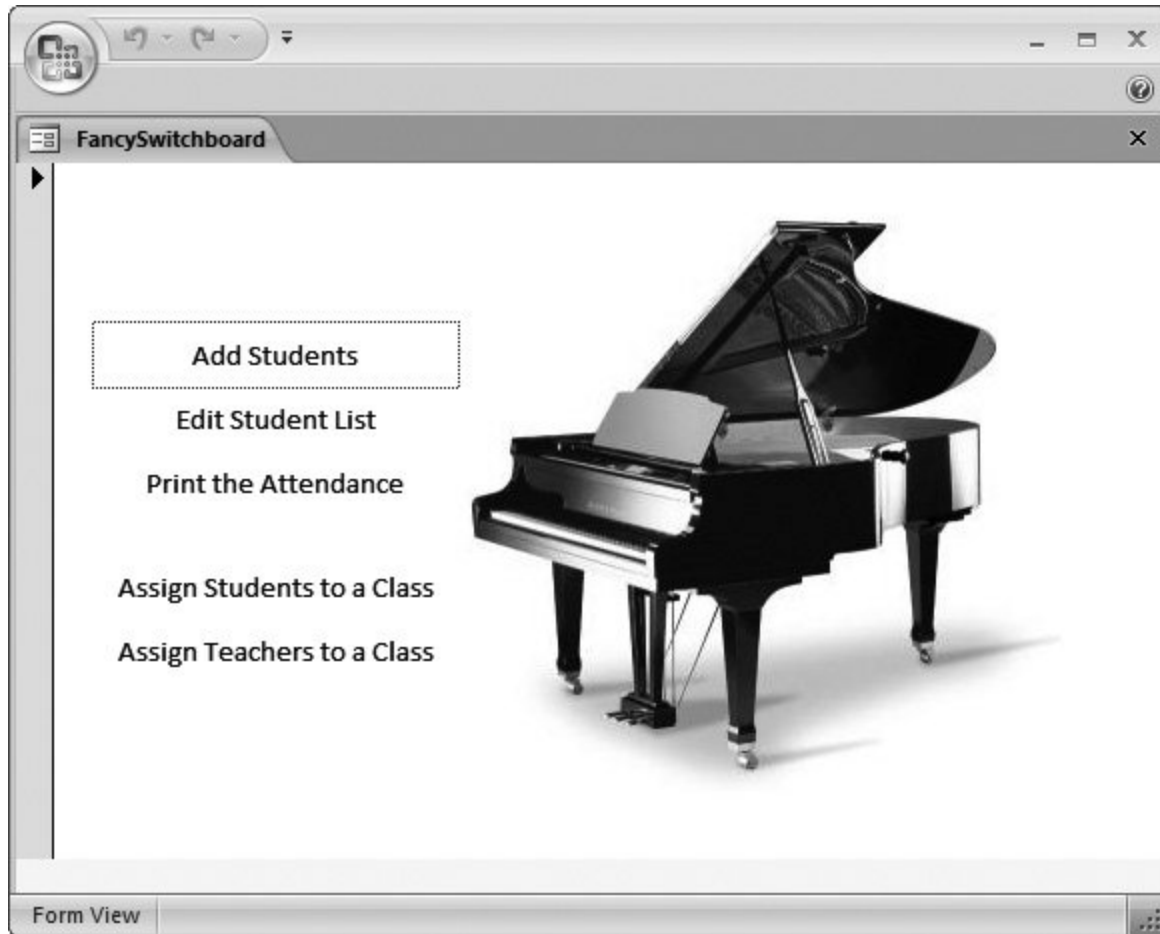 FancySwitchboard
Add Students
Edit Student List
Print the Attendance
Assign Students to a Class
Assign Teachers to a Class
Form View